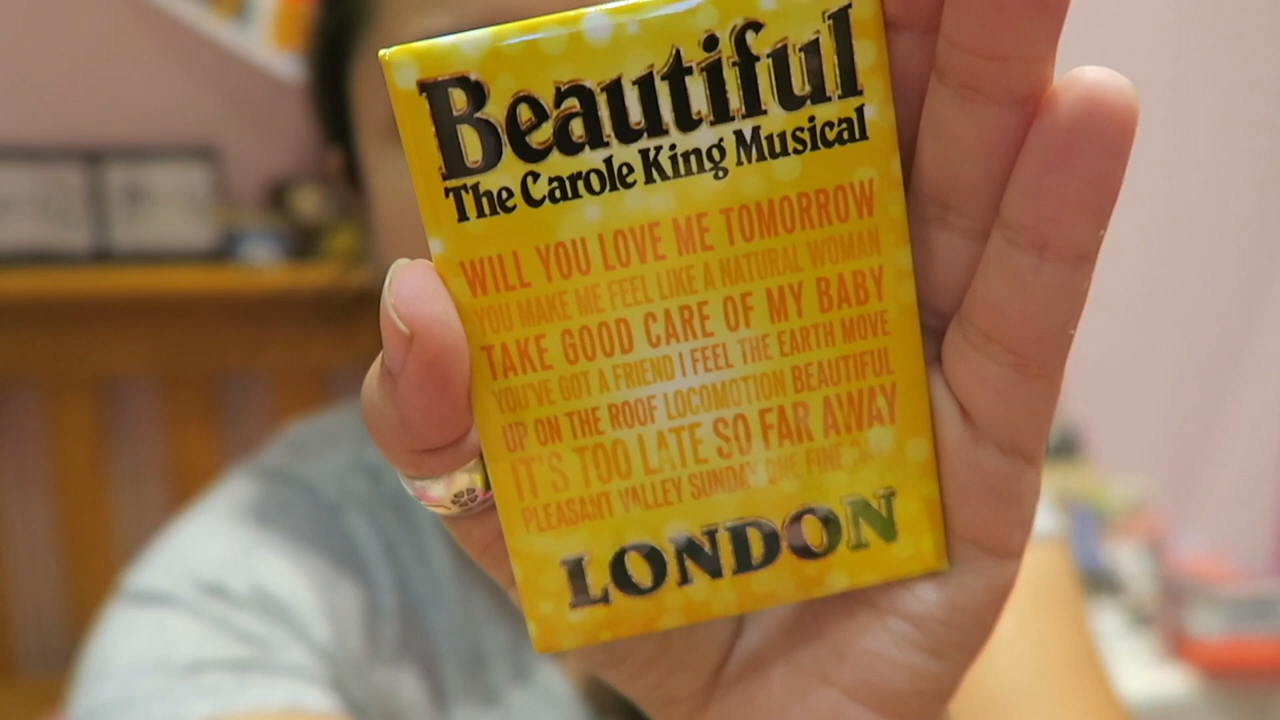 Beautiful
The Carole King Musical
WILL YOU LOVE ME TOMORROW
YOU MAKE ME FEEL LIKE A NATURAL WOMAN
TAKE GOOD CARE OF MY BABY
YOU'VE GOT A FRIEND I FEEL THE EARTH MOVE
UP ON THE ROOF LOCOMOTION BEAUTIFUL
IT'S TOO LATE SO FAR AWAY
PLEASANT VALLEY SUNDAY ONE FINE
LONDON